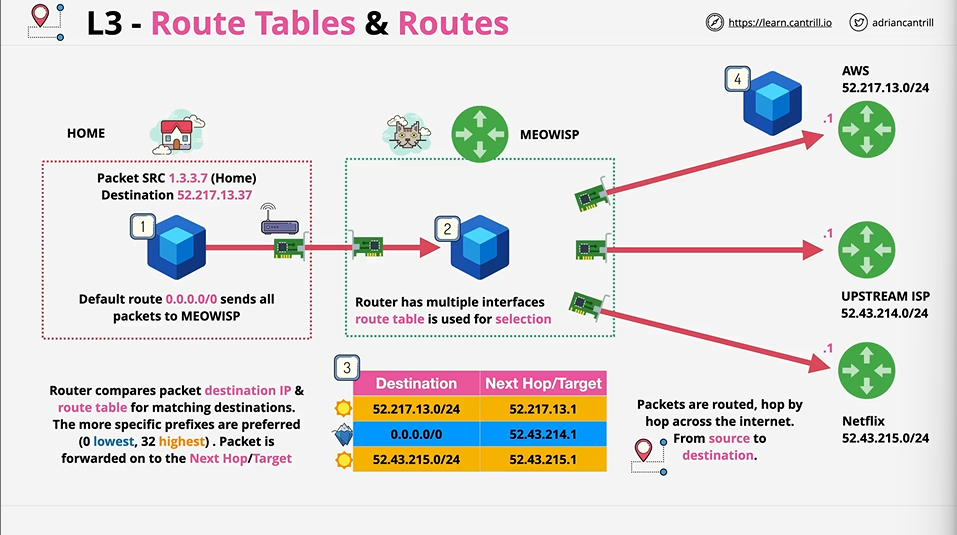 L3 - Route Tables & Routes
https://learn.cantrill.io
adriancantrill
HOME
Packet SRC 1.3.3.7 (Home)
Destination 52.217.13.37
1
Default route 0.0.0.0/0 sends all
packets to MEOWISP
MEOWISP
2
Router has multiple interfaces
route table is used for selection
4
AWS
52.217.13.0/24
.1
.1
UPSTREAM ISP
52.43.214.0/24
.1
Netflix
52.43.215.0/24
Router compares packet destination IP &
route table for matching destinations.
The more specific prefixes are preferred
(0 lowest, 32 highest) . Packet is
forwarded on to the Next Hop/Target
3
Destination Next Hop/Target
52.217.13.0/24 52.217.13.1
0.0.0.0/0 52.43.214.1
52.43.215.0/24 52.43.215.1
Packets are routed, hop by
hop across the internet.
From source to
destination.